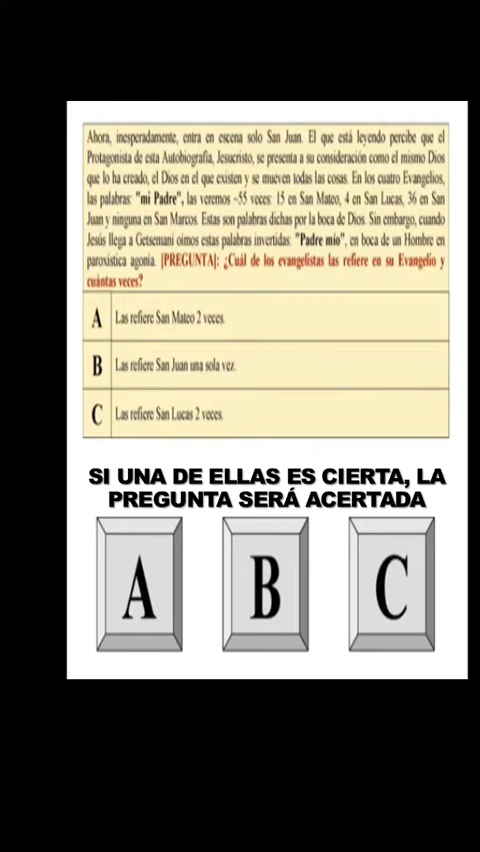 Ahora, inesperadamente, entra en escena solo San Juan. El que está leyendo percibe que el
Protagonista de esta Autobiografía, Jesucristo, se presenta a su consideración como el mismo Dios
que lo ha creado, el Dios en el que existen y se mueven todas las cosas. En los cuatro Evangelios,
las palabras: "mi Padre", las veremos ~55 veces: 15 en San Mateo, 4 en San Lucas, 36 en San
Juan y ninguna en San Marcos. Estas son palabras dichas por la boca de Dios. Sin embargo, cuando
Jesús llega a Getsemaní oímos estas palabras invertidas: "Padre mío", en boca de un Hombre en
paroxística agonía. [PREGUNTA]: ¿Cuál de los evangelistas las refiere en su Evangelio y
cuántas veces?
A Las refiere San Mateo 2 veces.
B Las refiere San Juan una sola vez.
C Las refiere San Lucas 2 veces.
SI UNA DE ELLAS ES CIERTA, LA
PREGUNTA SERÁ ACERTADA
A B C